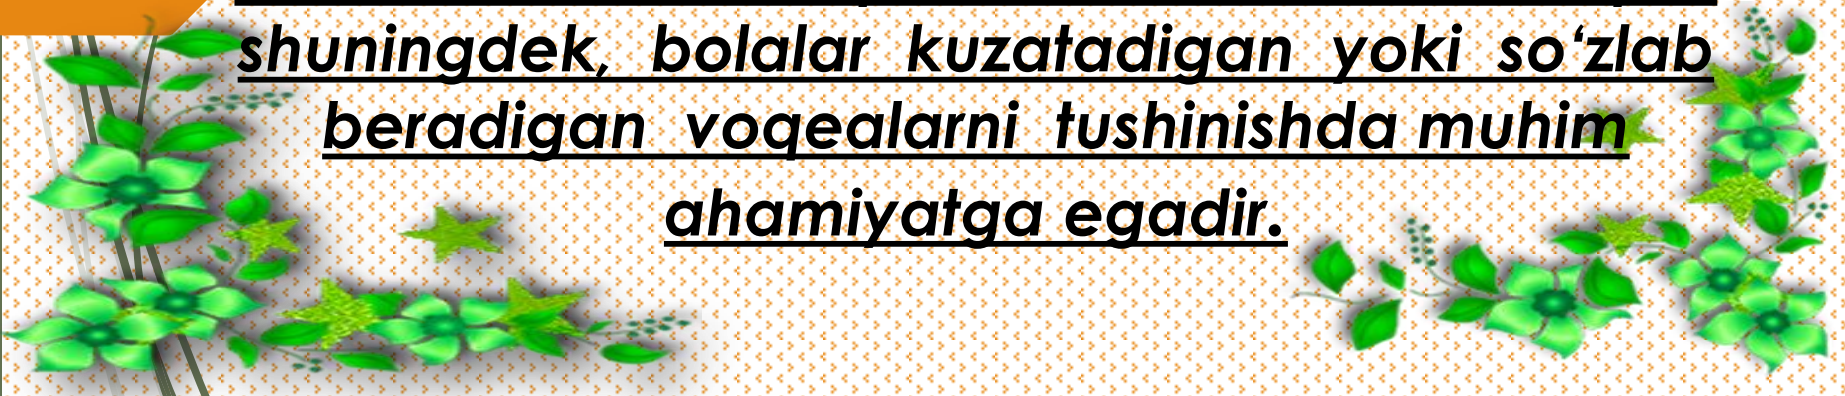 shuningdek, bolalar kuzatadigan yoki so‘zlab
beradigan voqealarni tushinishda muhim
ahamiyatga egadir.